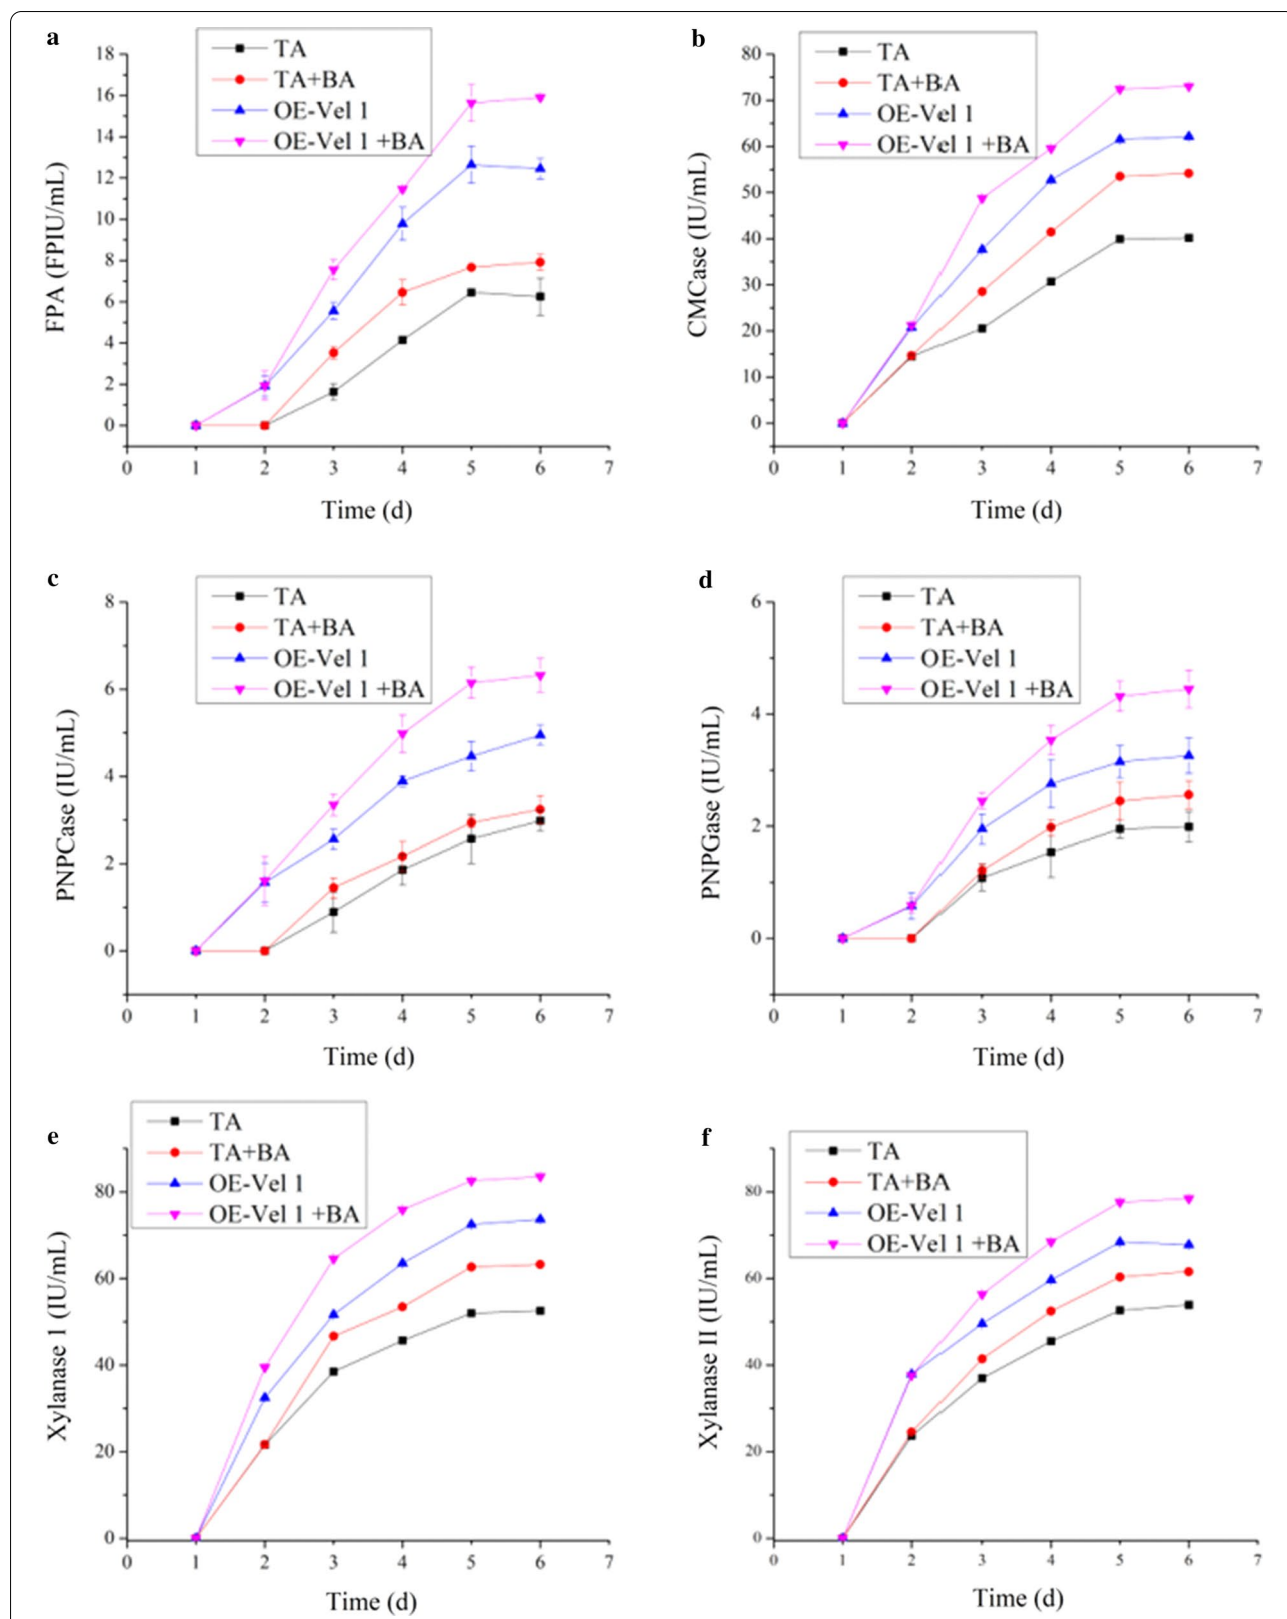 a
TA
TA+BA
OE-Vel 1
OE-Vel 1 +BA
18
16
14
12
10
8
6
4
2
0
FPA (FPIU/mL)
0 1 2 3 4 5 6 7
Time (d)
b
TA
TA+BA
OE-Vel 1
OE-Vel 1 +BA
80
70
60
50
40
30
20
10
0
CMCase (IU/mL)
0 1 2 3 4 5 6 7
Time (d)
c
TA
TA+BA
OE-Vel 1
OE-Vel 1 +BA
8
6
4
2
0
PNPCase (IU/mL)
0 1 2 3 4 5 6 7
Time (d)
d
TA
TA+BA
OE-Vel 1
OE-Vel 1 +BA
6
4
2
0
PNPGase (IU/mL)
0 1 2 3 4 5 6 7
Time (d)
e
TA
TA+BA
OE-Vel 1
OE-Vel 1 +BA
80
60
40
20
0
Xylanase 1 (IU/mL)
0 1 2 3 4 5 6 7
Time (d)
f
TA
TA+BA
OE-Vel 1
OE-Vel 1 +BA
80
60
40
20
0
Xylanase II (IU/mL)
0 1 2 3 4 5 6 7
Time (d)